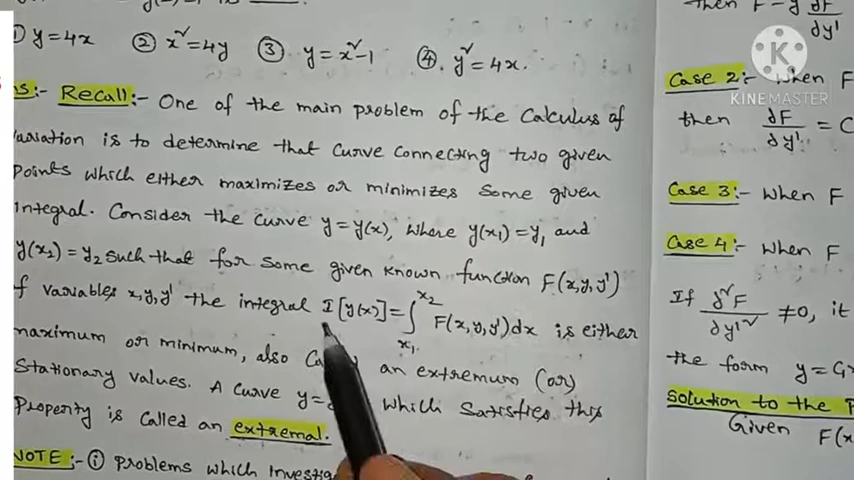 ① y=4x ② x²=4y ③ y=x²-1 ④ y²=4x.
Recall:- One of the main problem of the Calculus of
Variation is to determine that curve connecting two given
Points which either maximizes or minimizes some given
integral. Consider the curve y=y(x), where y(x₁)=y₁ and
y(x₂)=y₂ such that for some given known function F(x,y,y')
f variables x,y,y' the integral I[y(x)]=∫ₓ₁ˣ² F(x,y,y')dx is either
maximum or minimum, also an extremum (or)
Stationary values. A curve y= which satisfies this
Property is called an extremal.
NOTE:- ① Problems which
then F-y ∂F/∂y'
KINEMASTER
Case 2:- When F
then ∂F/∂y' = C
Case 3:- When F
Case 4:- When F
If ∂²F/∂y'² ≠0, it
the form y=C₁
Solution to the P
Given F(x